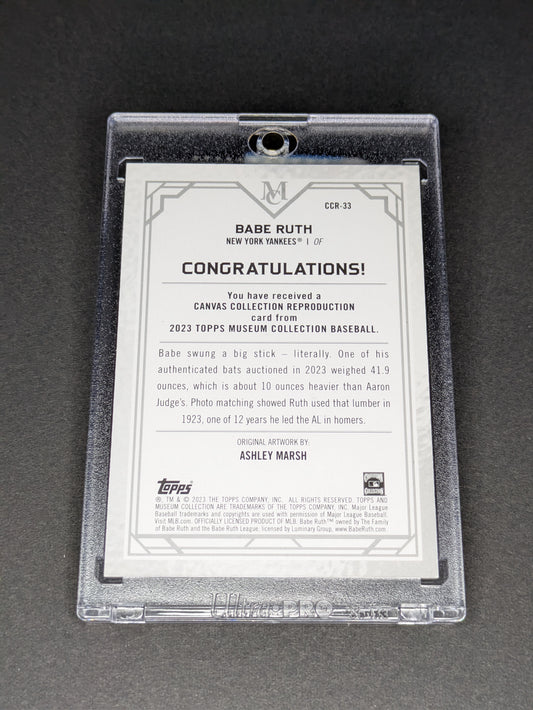 MC
CCR-33
BABE RUTH
NEW YORK YANKEES® | OF
CONGRATULATIONS!
You have received a
CANVAS COLLECTION REPRODUCTION
card from
2023 TOPPS MUSEUM COLLECTION BASEBALL.
Babe swung a big stick – literally. One of his
authenticated bats auctioned in 2023 weighed 41.9
ounces, which is about 10 ounces heavier than Aaron
Judge's. Photo matching showed Ruth used that lumber in
1923, one of 12 years he led the AL in homers.
ORIGINAL ARTWORK BY:
ASHLEY MARSH
Topps
®, TM & © 2023 THE TOPPS COMPANY, INC. ALL RIGHTS RESERVED. TOPPS AND
MUSEUM COLLECTION ARE TRADEMARKS OF THE TOPPS COMPANY, INC. Major League
Baseball trademarks and copyrights are used with permission of Major League Baseball.
Visit MLB.com. OFFICIALLY LICENSED PRODUCT OF MLB. Babe Ruth™ owned by The Family
of Babe Ruth and the Babe Ruth League; licensed by Luminary Group, www.BabeRuth.com
Ultra PRO